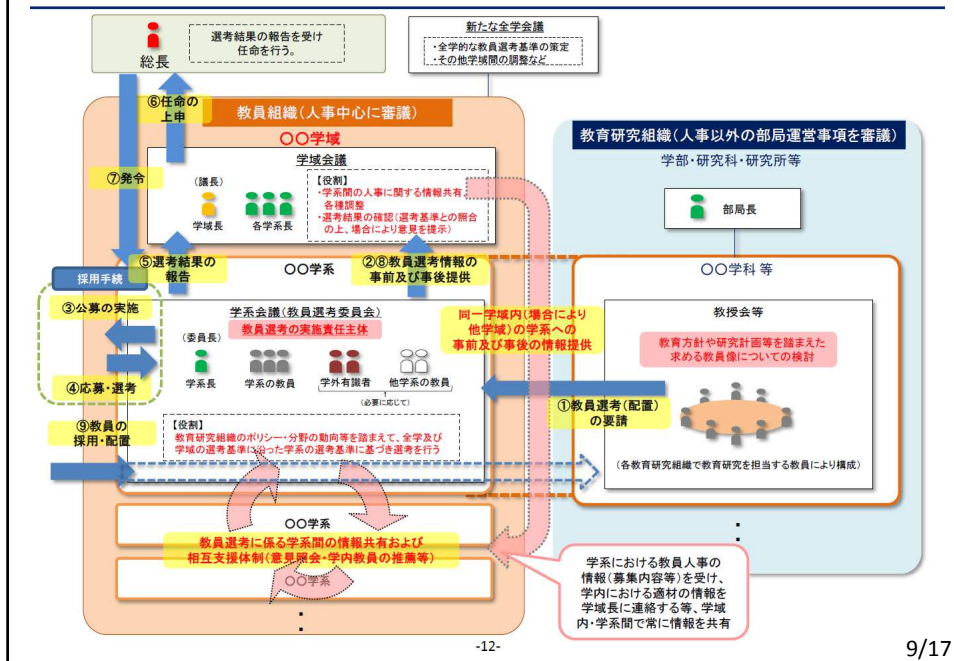 選考結果の報告を受け
任命を行う。
総長
新たな全学会議
・全学的な教員選考基準の策定
・その他学域間の調整など
⑥任命の
上申
教員組織(人事中心に審議)
〇〇学域
学域会議
(議長)
学域長
各学系長
【役割】
・学系間の人事に関する情報共有、
各種調整
・選考結果の確認(選考基準との照合
の上、場合により意見を提示)
⑦発令
教育研究組織(人事以外の部局運営事項を審議)
学部・研究科・研究所等
部局長
⑤選考結果の
報告
〇〇学系
②⑧教員選考情報の
事前及び事後提供
〇〇学科 等
採用手続
③公募の実施
④応募・選考
学系会議(教員選考委員会)
教員選考の実施責任主体
(委員長)
学系長
学系の教員
学外有識者
他学系の教員
(必要に応じて)
同一学域内(場合により
他学域)の学系への
事前及び事後の情報提供
教授会等
教育方針や研究計画等を踏まえた
求める教員像についての検討
①教員選考(配置)
の要請
(各教育研究組織で教育研究を担当する教員により構成)
⑨教員の
採用・配置
【役割】
教育研究組織のポリシー・分野の動向等を踏まえて、全学及び
学域の選考基準に沿った学系の選考基準に基づき選考を行う
〇〇学系
教員選考に係る学系間の情報共有および
相互支援体制(意見照会・学内教員の推薦等)
〇〇学系
学系における教員人事の
情報(募集内容等)を受け、
学内における適材の情報を
学域長に連絡する等、学域
内・学系間で常に情報を共有
-12-
9/17